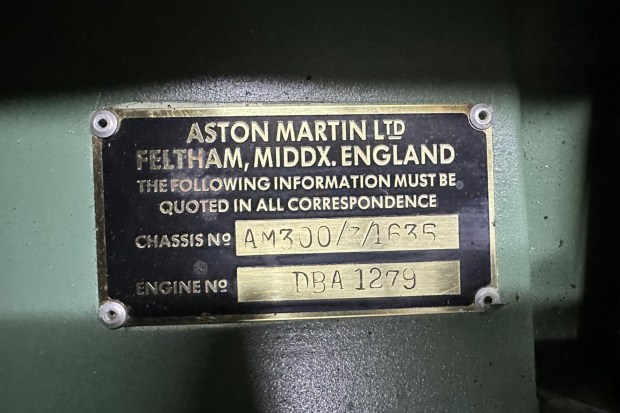 ASTON MARTIN LTD
FELTHAM, MIDDX. ENGLAND
THE FOLLOWING INFORMATION MUST BE
QUOTED IN ALL CORRESPONDENCE
CHASSIS No AM300/3/1635
ENGINE No DBA 1279